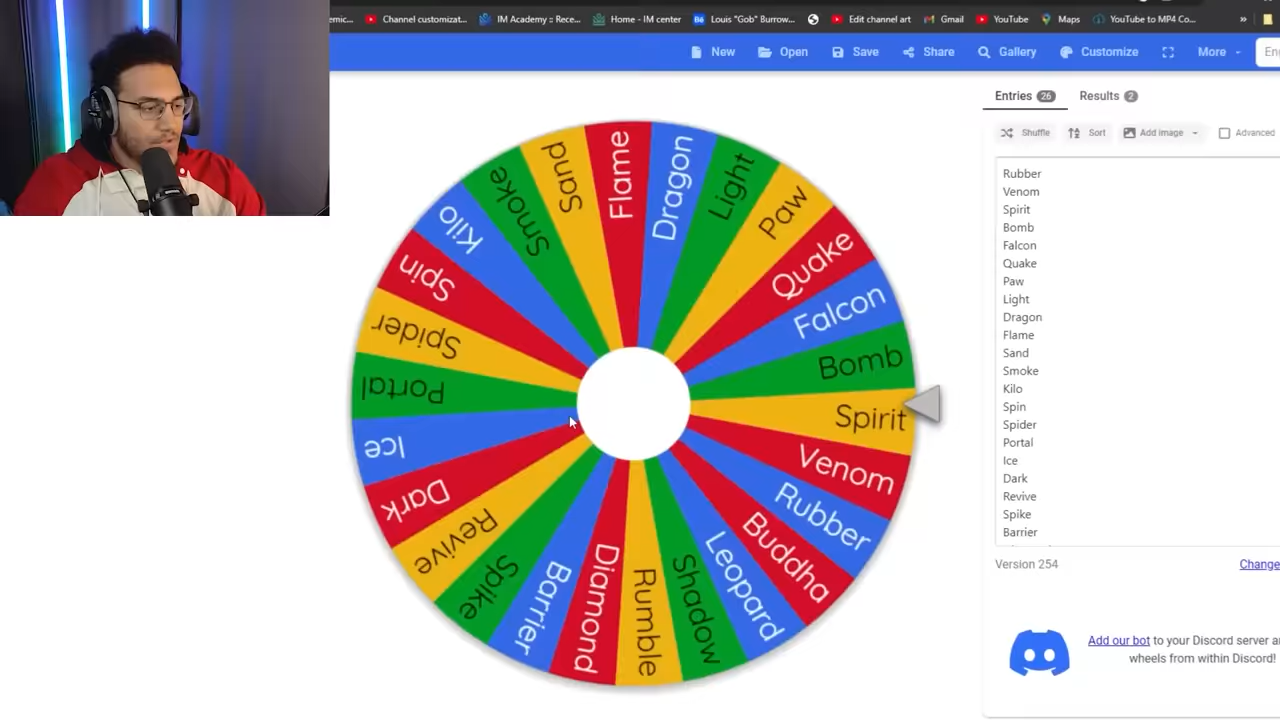 emic...
Channel customizat...
IM Academy :: Rece...
Home - IM center
Louis "Gob" Burrow...
Edit channel art
Gmail
YouTube
Maps
YouTube to MP4 Co...
»
New
Open
Save
Share
Gallery
Customize
More
Entries 26
Results 2
Shuffle
Sort
Add image
Advanced
Rubber
Venom
Spirit
Bomb
Falcon
Quake
Paw
Light
Dragon
Flame
Sand
Smoke
Kilo
Spin
Spider
Portal
Ice
Dark
Revive
Spike
Barrier
Version 254
Change
Add our bot to your Discord server a
wheels from within Discord!
Flame
Dragon
Light
Paw
Quake
Falcon
Bomb
Spirit
Venom
Rubber
Buddha
Leopard
Shadow
Rumble
Diamond
Barrier
Spike
Revive
Dark
Ice
Portal
Spider
Spin
Kilo
Smoke
Sand